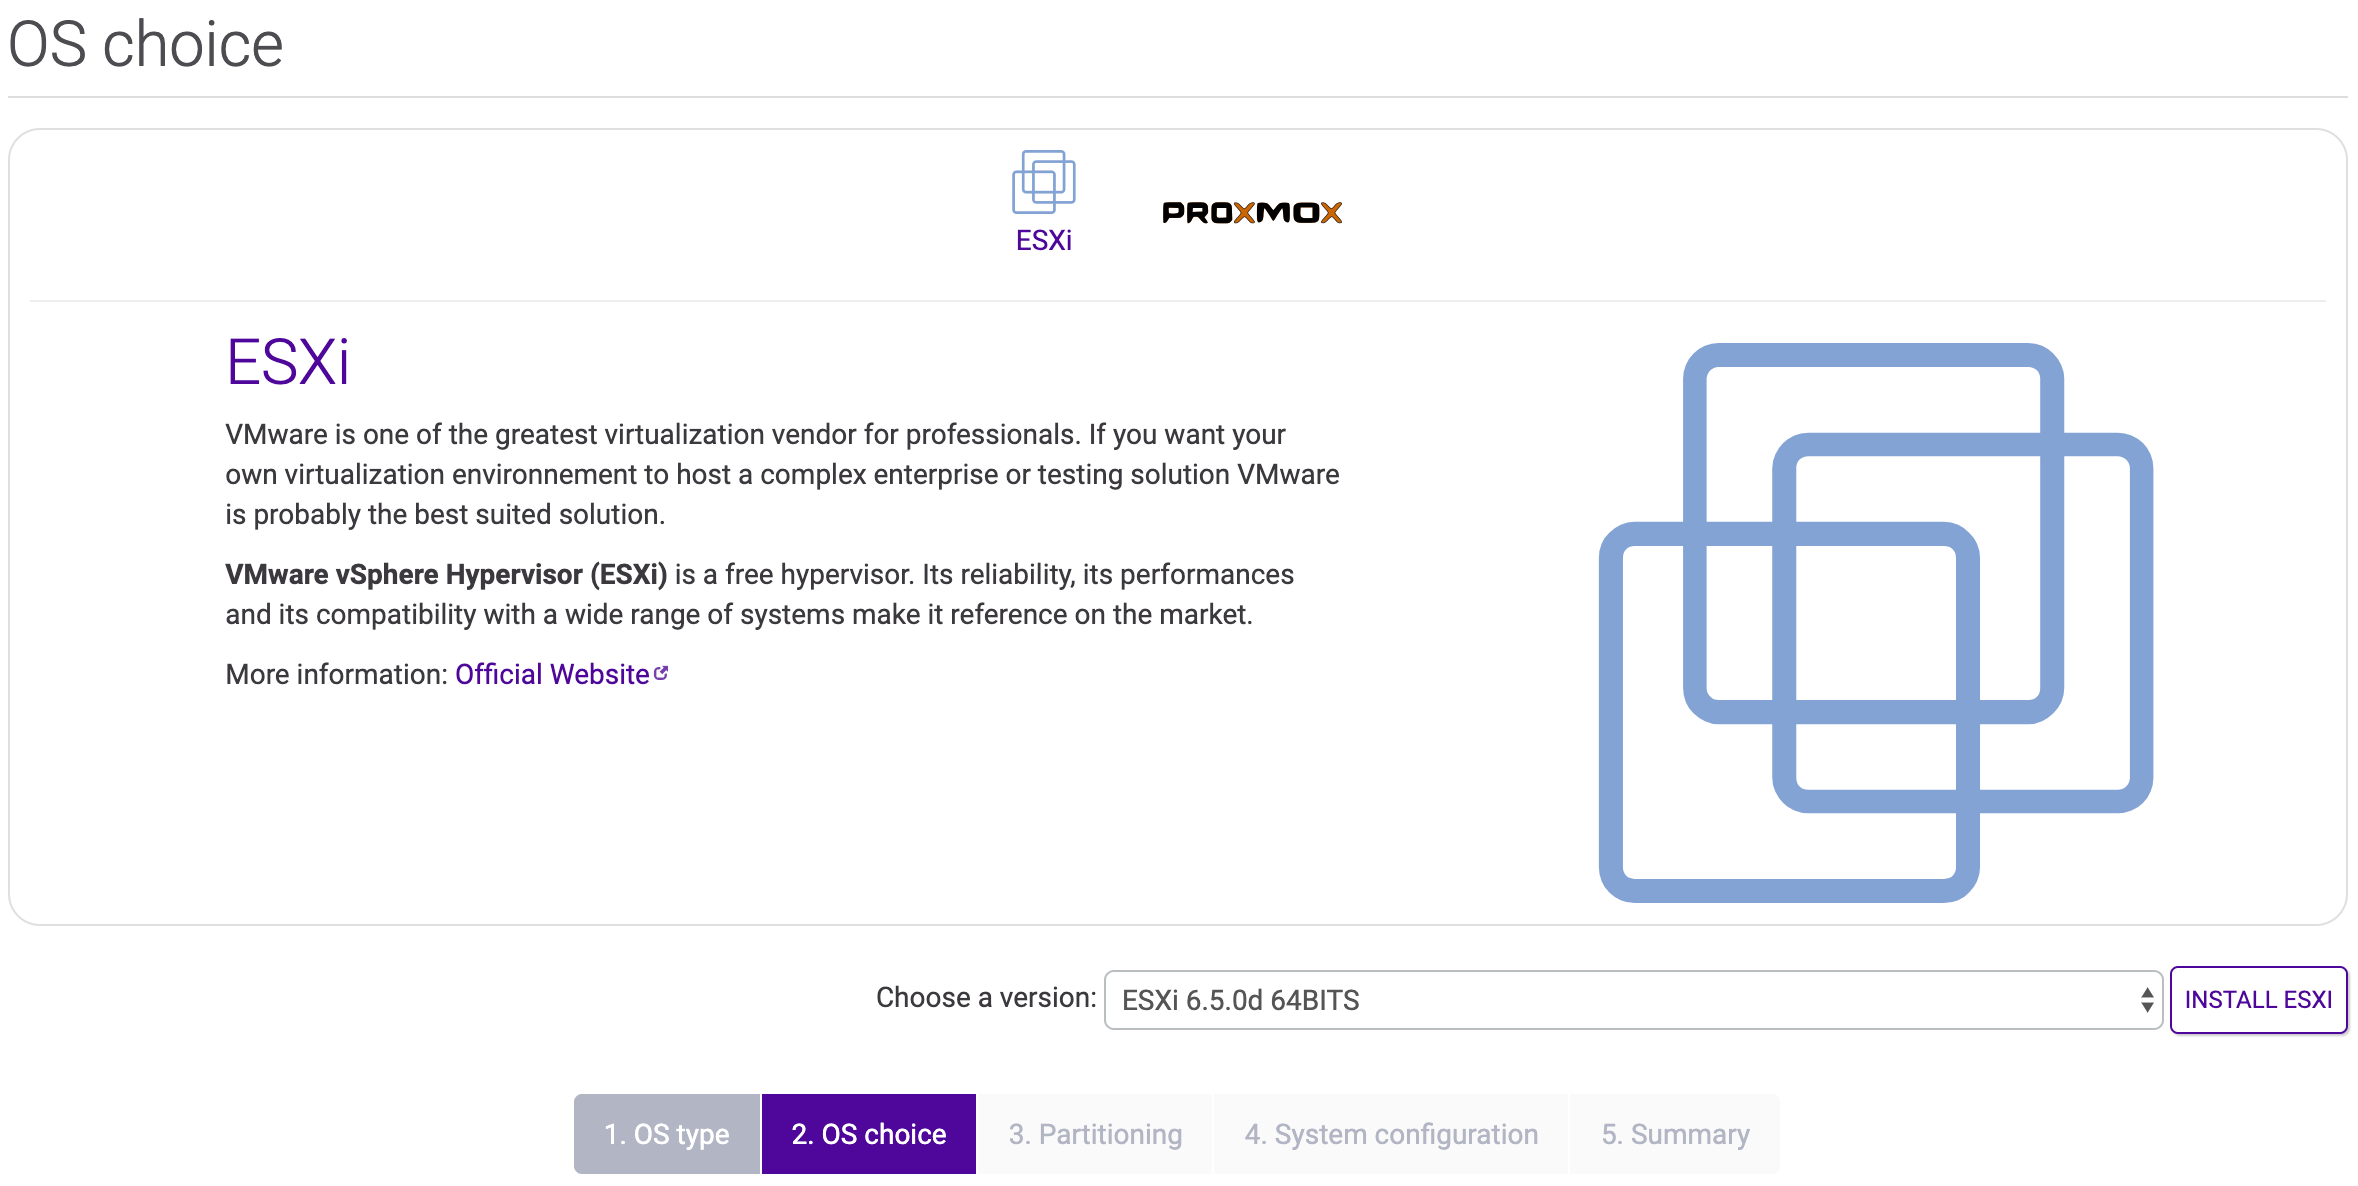 OS choice
ESXi
PROXMOX
ESXi
VMware is one of the greatest virtualization vendor for professionals. If you want your
own virtualization environnement to host a complex enterprise or testing solution VMware
is probably the best suited solution.
VMware vSphere Hypervisor (ESXi) is a free hypervisor. Its reliability, its performances
and its compatibility with a wide range of systems make it reference on the market.
More information: Official Website
Choose a version: ESXi 6.5.0d 64BITS INSTALL ESXI
1. OS type 2. OS choice 3. Partitioning 4. System configuration 5. Summary